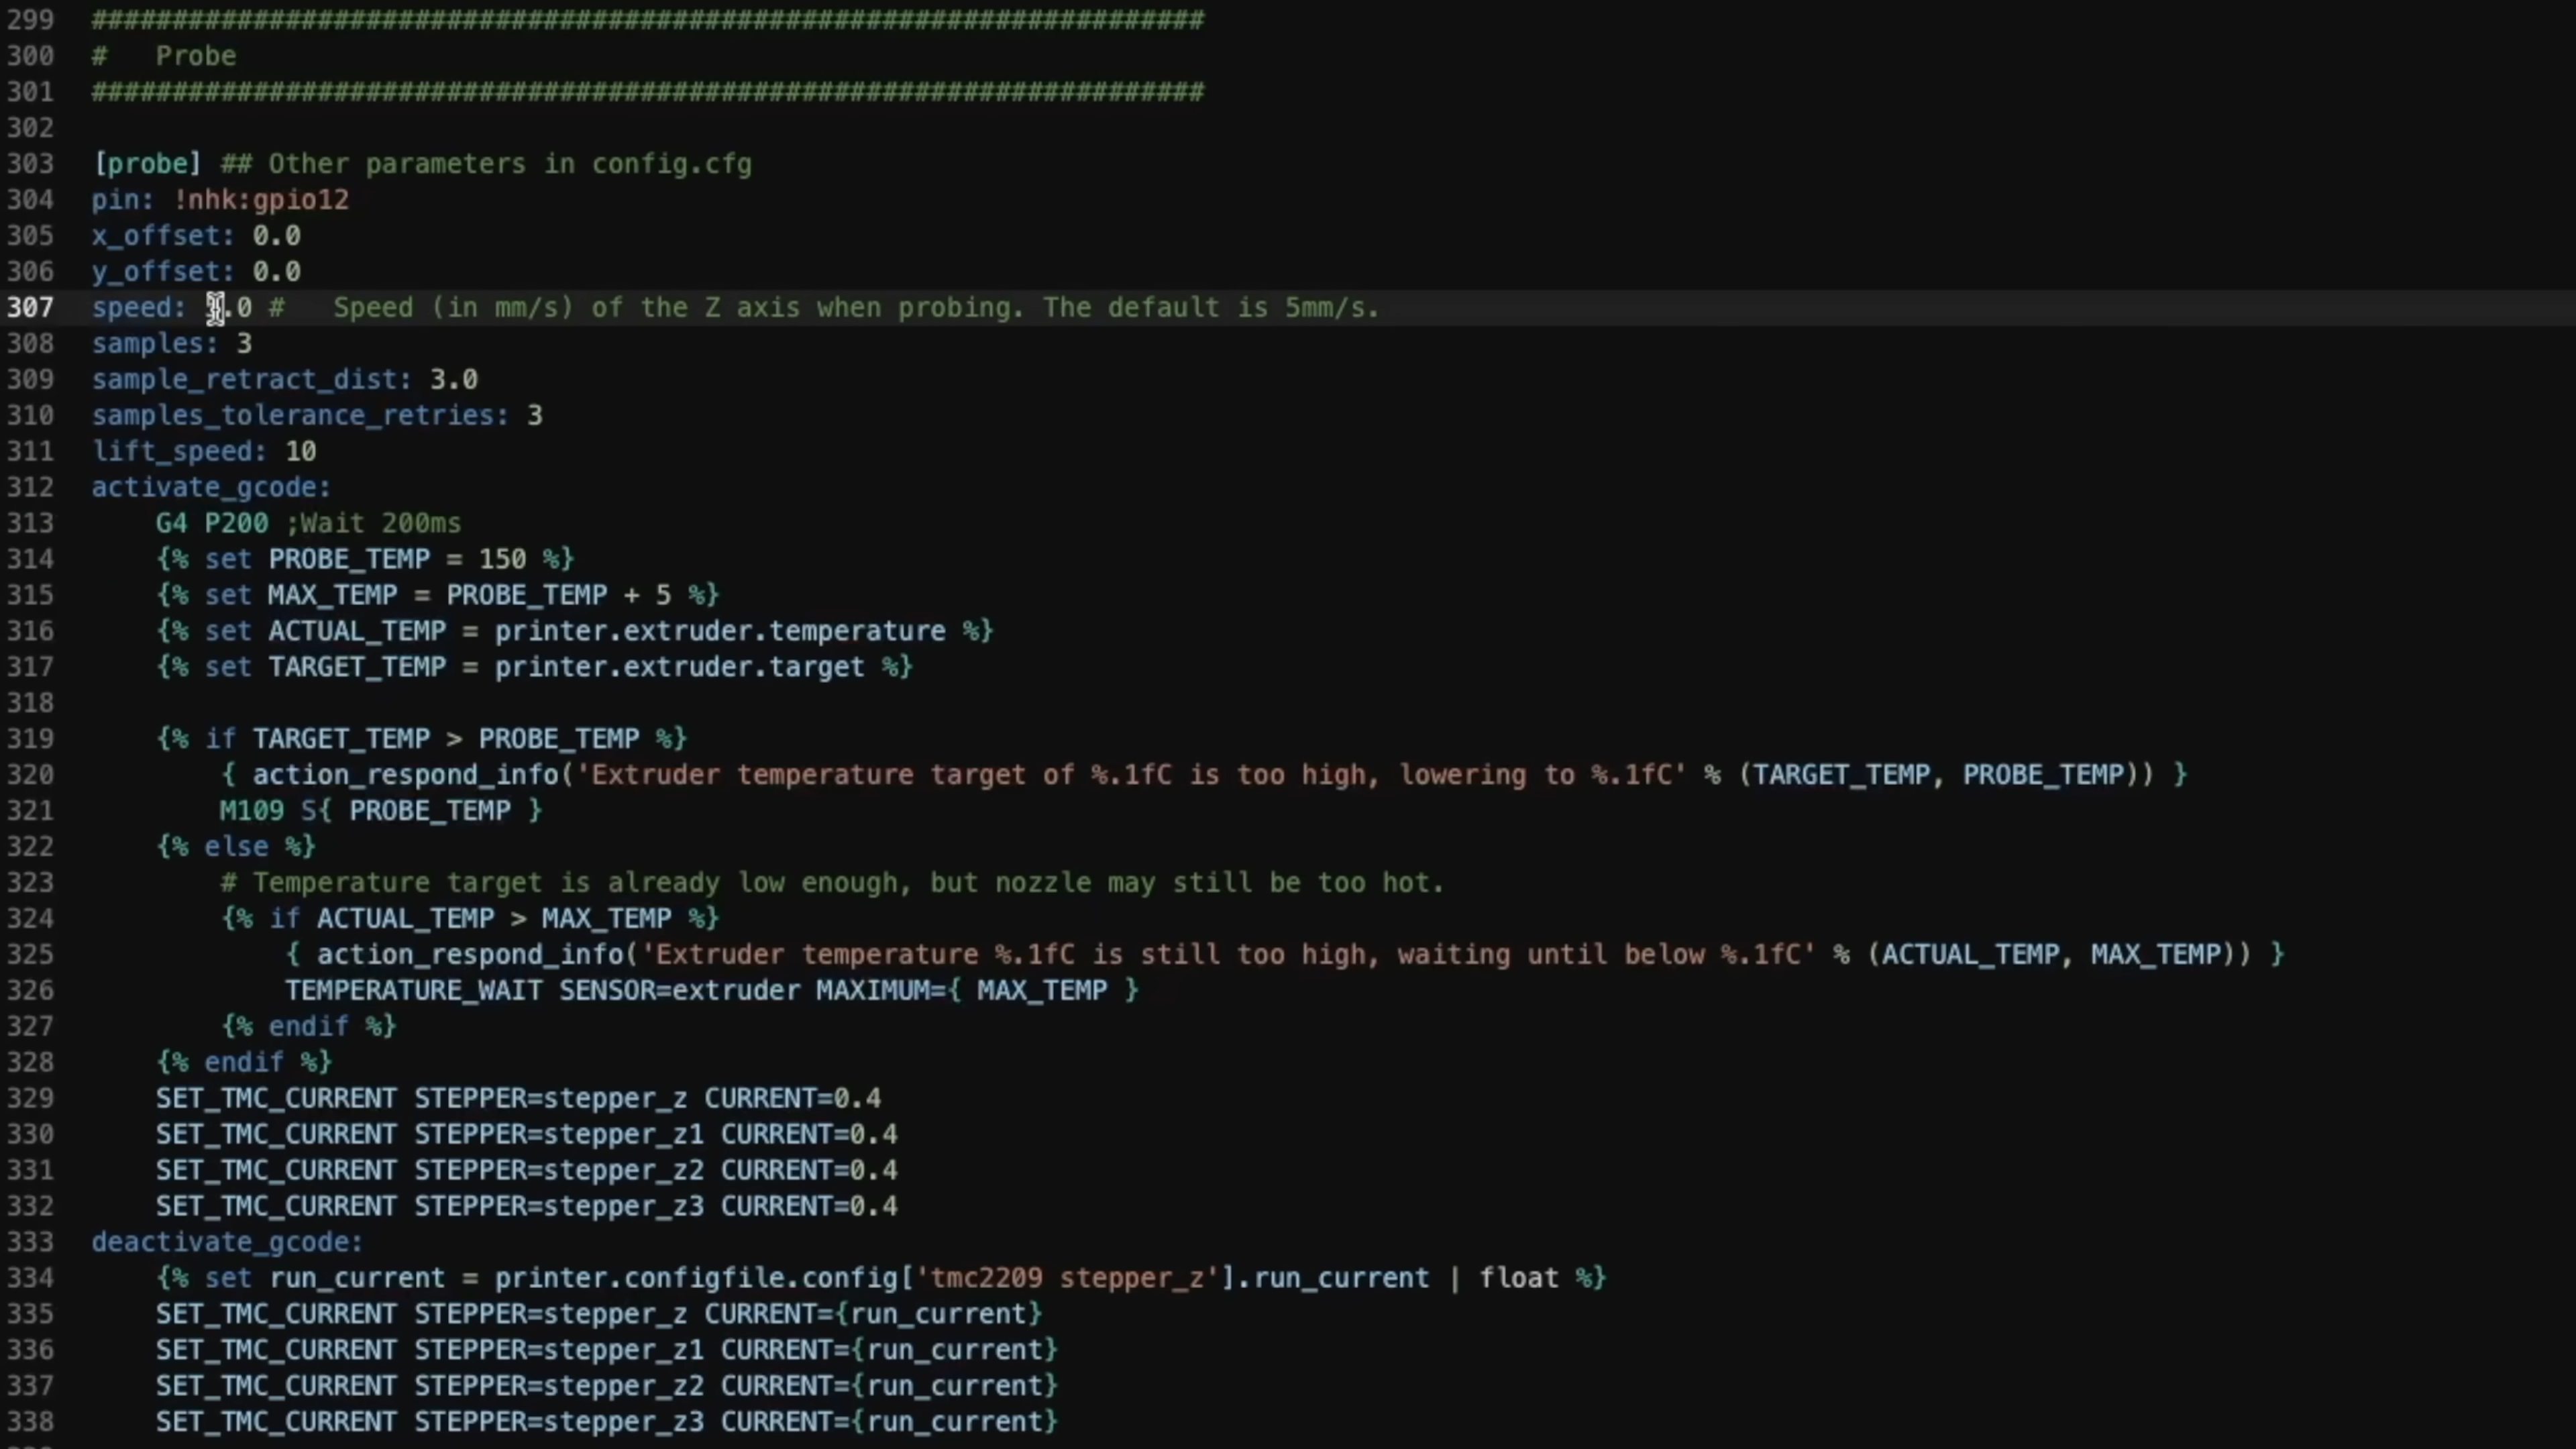 299 #####################################################################
300 #   Probe
301 #####################################################################
302
303 [probe] ## Other parameters in config.cfg
304 pin: !nhk:gpio12
305 x_offset: 0.0
306 y_offset: 0.0
307 speed: .0 #   Speed (in mm/s) of the Z axis when probing. The default is 5mm/s.
308 samples: 3
309 sample_retract_dist: 3.0
310 samples_tolerance_retries: 3
311 lift_speed: 10
312 activate_gcode:
313     G4 P200 ;Wait 200ms
314     {% set PROBE_TEMP = 150 %}
315     {% set MAX_TEMP = PROBE_TEMP + 5 %}
316     {% set ACTUAL_TEMP = printer.extruder.temperature %}
317     {% set TARGET_TEMP = printer.extruder.target %}
318
319     {% if TARGET_TEMP > PROBE_TEMP %}
320         { action_respond_info('Extruder temperature target of %.1fC is too high, lowering to %.1fC' % (TARGET_TEMP, PROBE_TEMP)) }
321         M109 S{ PROBE_TEMP }
322     {% else %}
323         # Temperature target is already low enough, but nozzle may still be too hot.
324         {% if ACTUAL_TEMP > MAX_TEMP %}
325             { action_respond_info('Extruder temperature %.1fC is still too high, waiting until below %.1fC' % (ACTUAL_TEMP, MAX_TEMP)) }
326             TEMPERATURE_WAIT SENSOR=extruder MAXIMUM={ MAX_TEMP }
327         {% endif %}
328     {% endif %}
329     SET_TMC_CURRENT STEPPER=stepper_z CURRENT=0.4
330     SET_TMC_CURRENT STEPPER=stepper_z1 CURRENT=0.4
331     SET_TMC_CURRENT STEPPER=stepper_z2 CURRENT=0.4
332     SET_TMC_CURRENT STEPPER=stepper_z3 CURRENT=0.4
333 deactivate_gcode:
334     {% set run_current = printer.configfile.config['tmc2209 stepper_z'].run_current | float %}
335     SET_TMC_CURRENT STEPPER=stepper_z CURRENT={run_current}
336     SET_TMC_CURRENT STEPPER=stepper_z1 CURRENT={run_current}
337     SET_TMC_CURRENT STEPPER=stepper_z2 CURRENT={run_current}
338     SET_TMC_CURRENT STEPPER=stepper_z3 CURRENT={run_current}